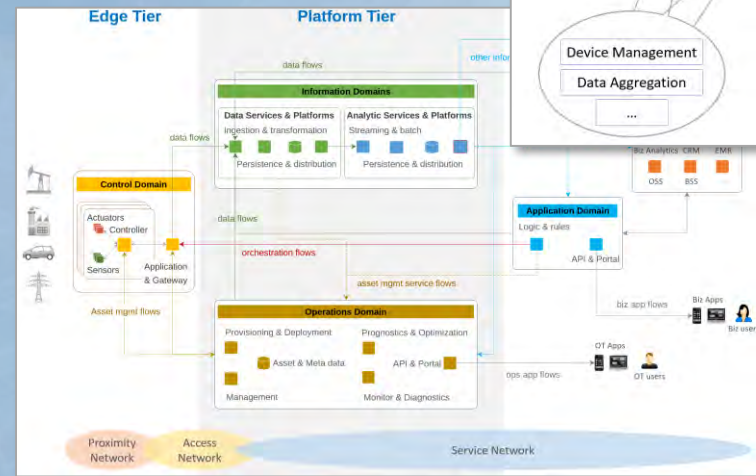 Edge Tier
Platform Tier
Device Management
Data Aggregation
...
other
data flows
Information Domains
Data Services & Platforms
Analytic Services & Platforms
Ingestion & transformation
Streaming & batch
data flows
Persistence & distribution
Persistence & distribution
Biz Analytics CRM EMR
OSS BSS
Control Domain
Actuators
Controller
Sensors
Application
& Gateway
data flows
orchestration flows
Application Domain
Logic & rules
API & Portal
asset mgmt service flows
Asset mgmt flows
Operations Domain
Provisioning & Deployment
Prognostics & Optimization
Asset & Meta data
API & Portal
Management
Monitor & Diagnostics
biz app flows
Biz Apps
Biz user
OT Apps
ops app flows
OT users
Proximity
Network
Access
Network
Service Network